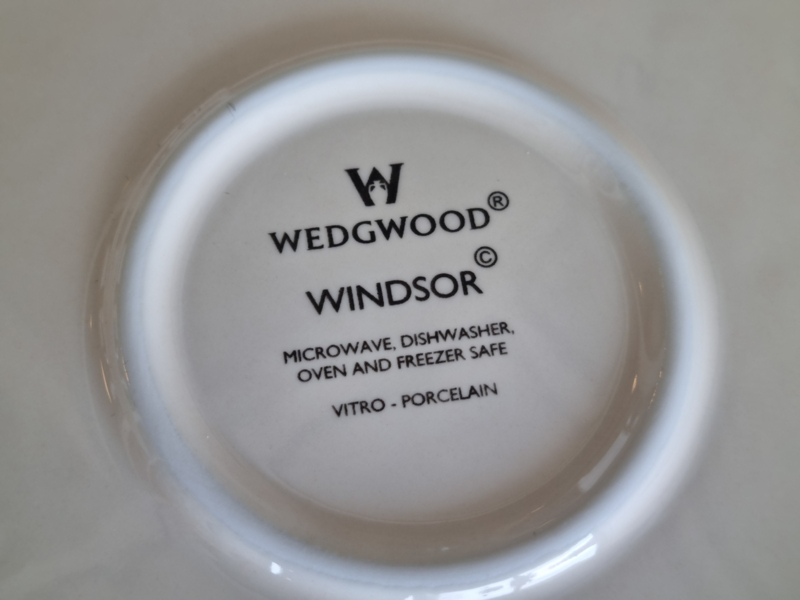 W
WEDGWOOD®
WINDSOR©
MICROWAVE, DISHWASHER,
OVEN AND FREEZER SAFE
VITRO - PORCELAIN